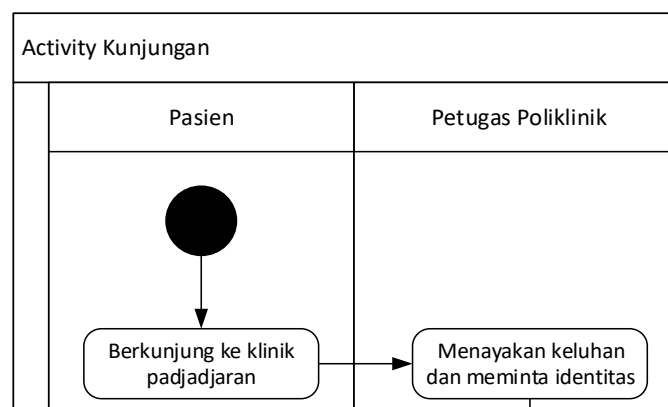 Activity Kunjungan
Pasien
Petugas Poliklinik
Berkunjung ke klinik
padjadjaran
Menayakan keluhan
dan meminta identitas